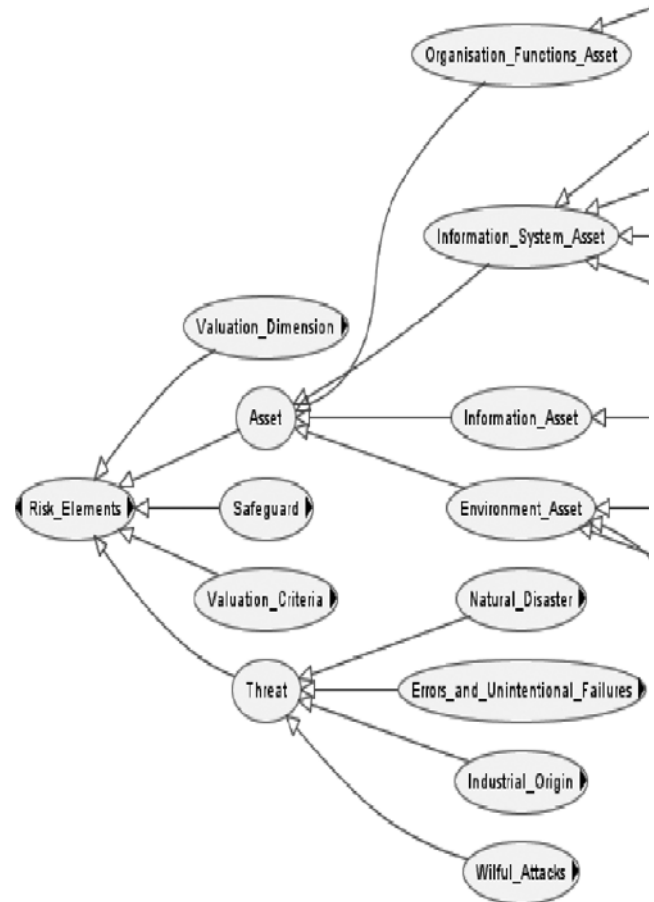 Organisation_Functions_Asset
Information_System_Asset
Valuation_Dimension
Asset
Information_Asset
Risk_Elements
Safeguard
Environment_Asset
Valuation_Criteria
Natural_Disaster
Threat
Errors_and_Unintentional_Failures
Industrial_Origin
Wilful_Attacks